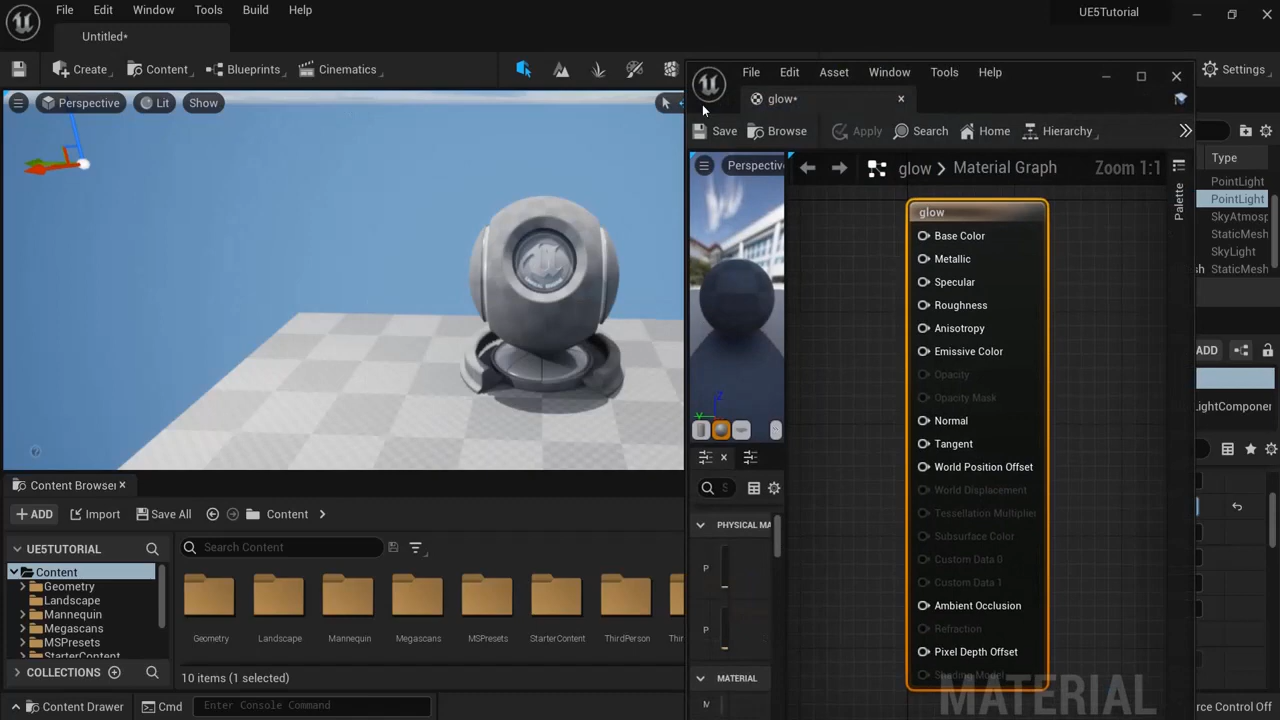 File Edit Window Tools Build Help
UE5Tutorial
Untitled*
Create Content Blueprints Cinematics
Settings
Perspective Lit Show
File Edit Asset Window Tools Help
glow*
Save Browse Apply Search Home Hierarchy
Perspectiv
glow Material Graph Zoom 1:1
Palette
glow
Base Color
Metallic
Specular
Roughness
Anisotropy
Emissive Color
Opacity
Opacity Mask
Normal
Tangent
World Position Offset
World Displacement
Tessellation Multiplier
Subsurface Color
Custom Data 0
Custom Data 1
Ambient Occlusion
Refraction
Pixel Depth Offset
Shading Model
MATERIAL
Z
Y
S
PHYSICAL MA
P
P
MATERIAL
M
Type
PointLight
PointLight
SkyAtmosp
StaticMesh
SkyLight
StaticMesh
ADD
LightComponer
Content Browser
ADD Import Save All Content
UE5TUTORIAL
Search Content
Content
Geometry
Landscape
Mannequin
Megascans
MSPresets
StarterContent
Geometry Landscape Mannequin Megascans MSPresets StarterContent ThirdPerson Thir
COLLECTIONS
10 items (1 selected)
Content Drawer Cmd Enter Console Command
urce Control Off